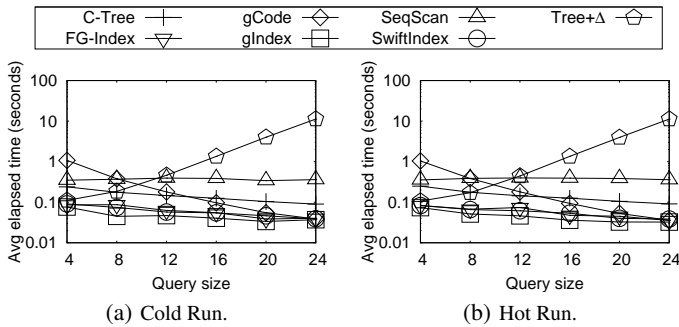 C-Tree gCode SeqScan Tree+Δ
FG-Index gIndex SwiftIndex
Avg elapsed time (seconds)
100
10
1
0.1
0.01
4 8 12 16 20 24
Query size
(a) Cold Run.
Avg elapsed time (seconds)
100
10
1
0.1
0.01
4 8 12 16 20 24
Query size
(b) Hot Run.